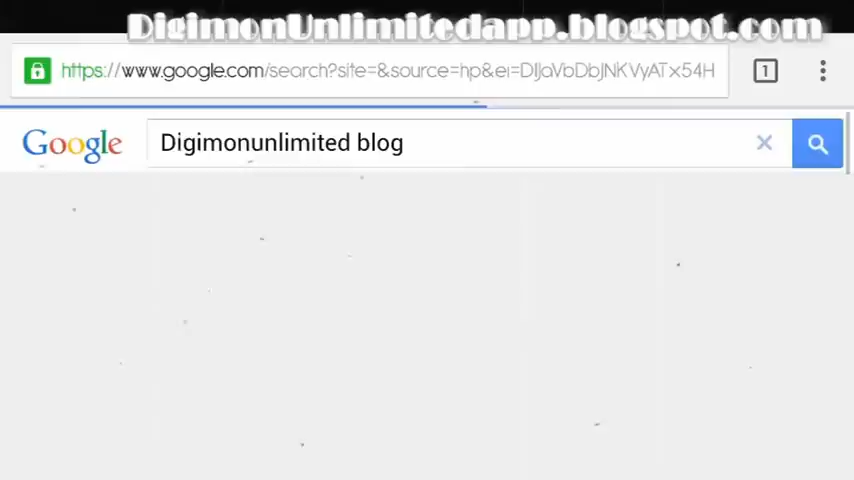 DigimonUnlimitedapp.blogspot.com
https://www.google.com/search?site=&source=hp&ei=DIJaVbDbJNKVyATx54H
1
Google Digimonunlimited blog